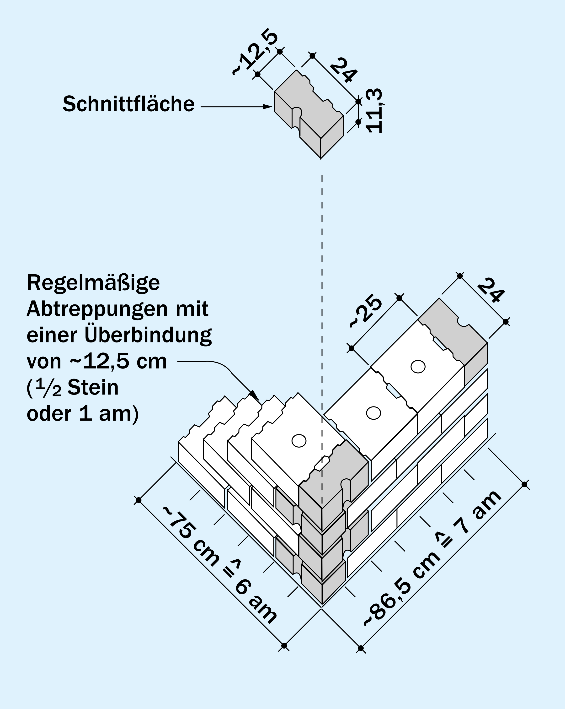 ~12,5
24
11,3
Schnittfläche
Regelmäßige
Abtreppungen mit
einer Überbindung
von ~12,5 cm
(½ Stein
oder 1 am)
~25
24
~75 cm ≙ 6 am
~86,5 cm ≙ 7 am